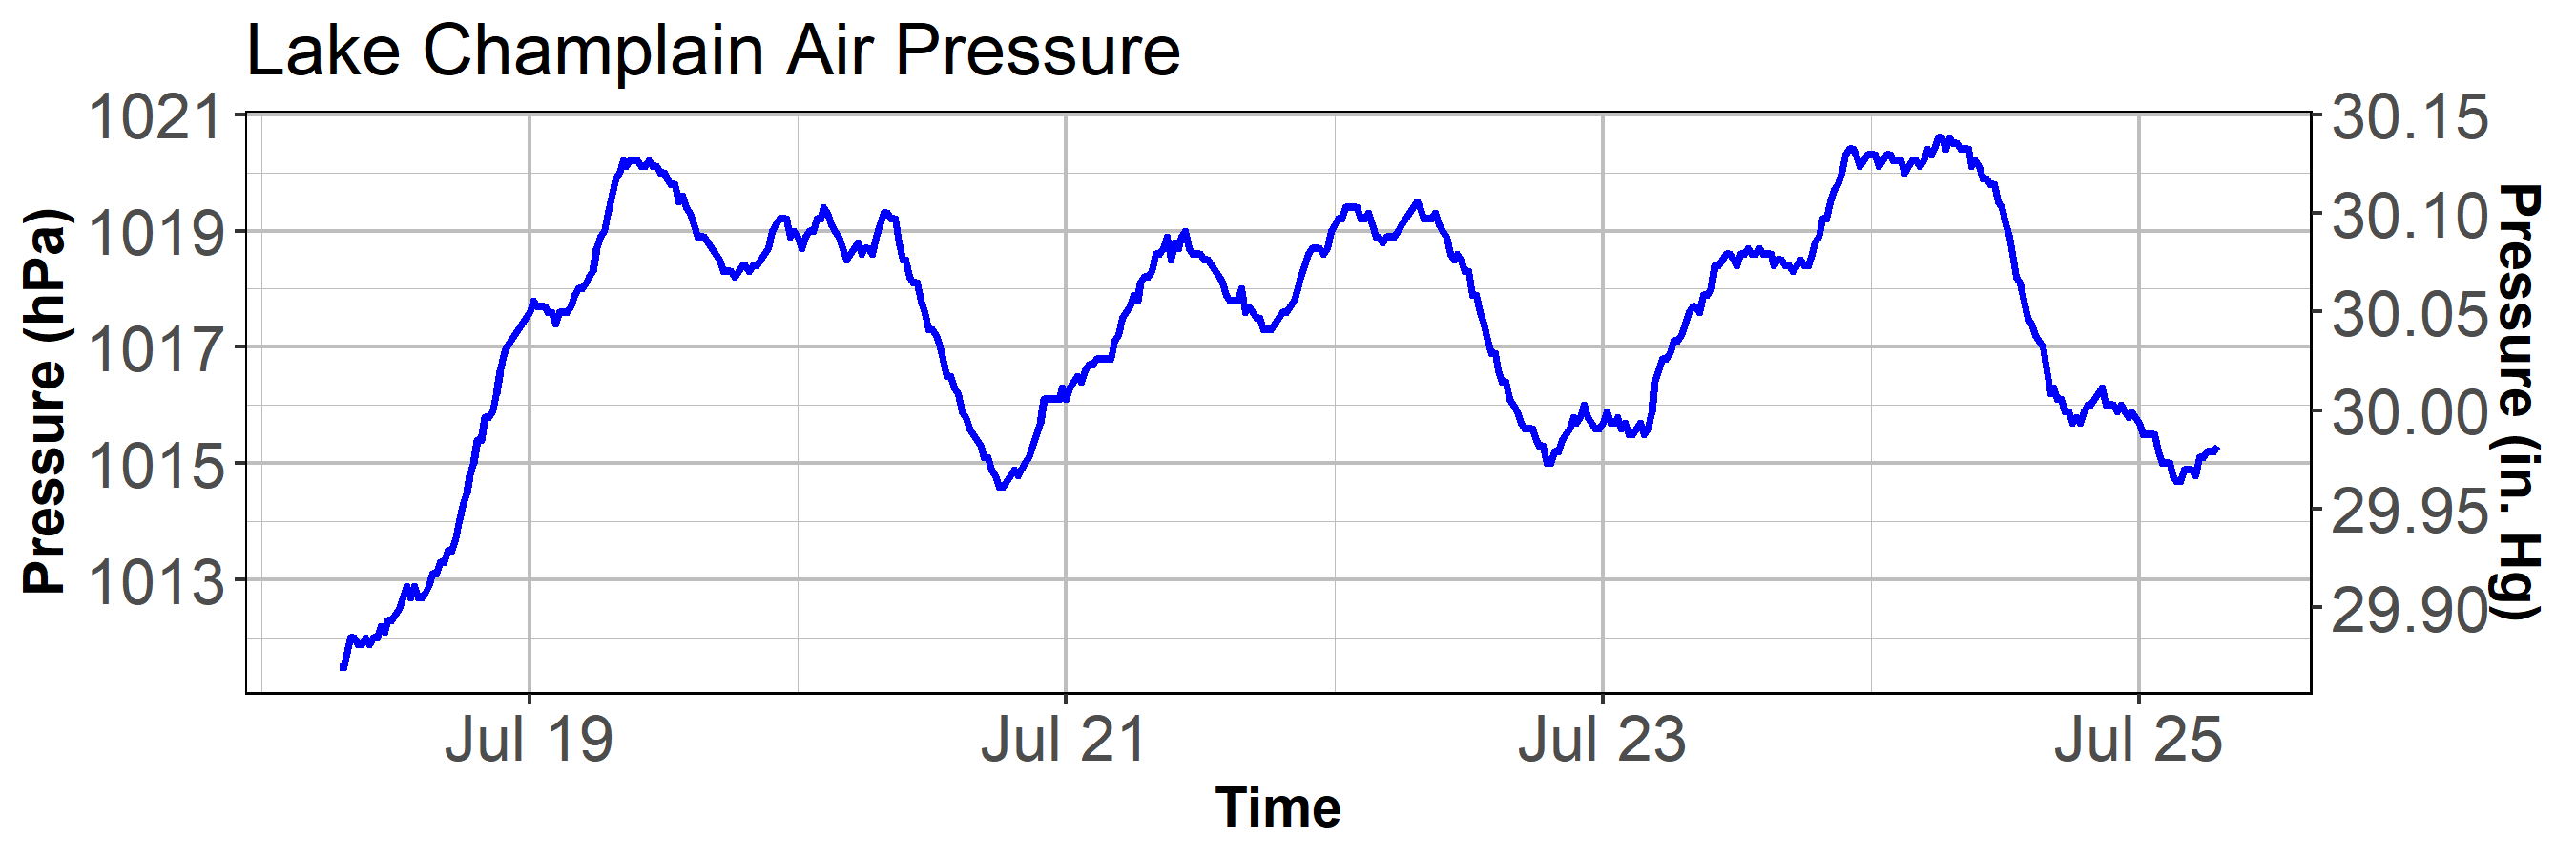 Lake Champlain Air Pressure
Pressure (hPa)
1021
1019
1017
1015
1013
30.15
30.10
30.05
30.00
29.95
29.90
Pressure (in. Hg)
Jul 19
Jul 21
Jul 23
Jul 25
Time